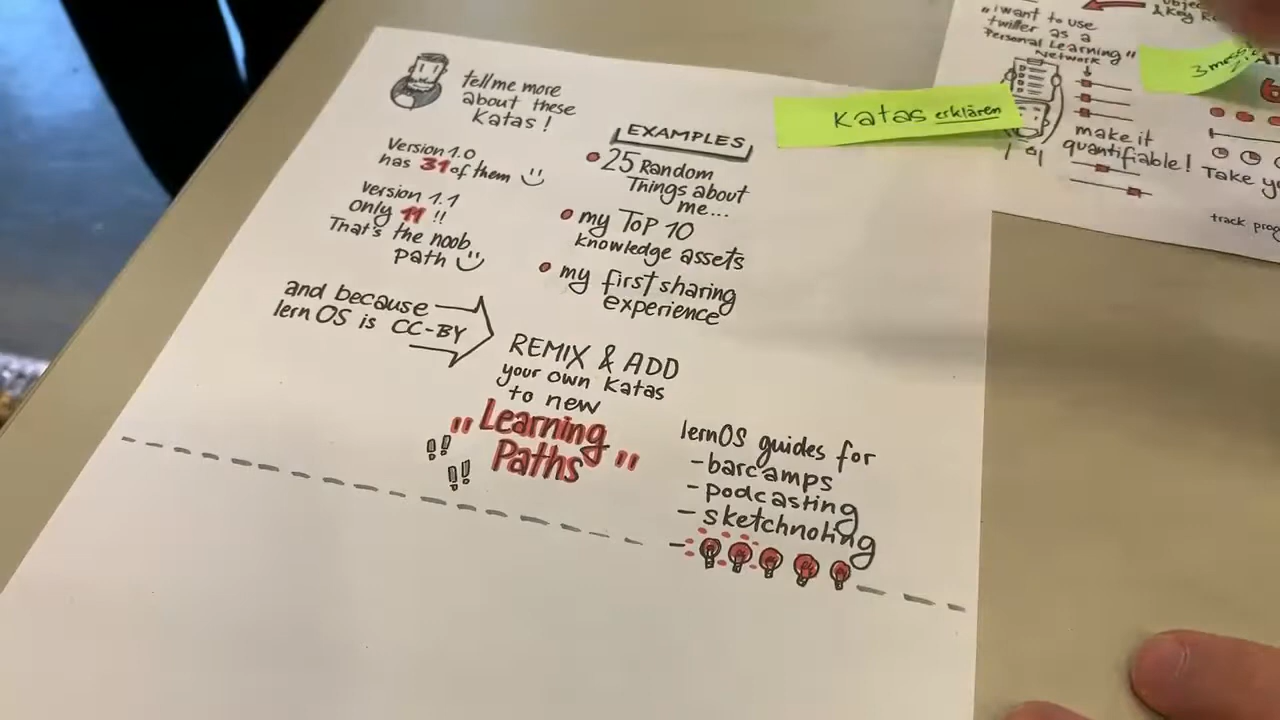 tell me more
about these
Katas!
Version 1.0
has 31 of them
Version 1.1
only 11 !!
That's the noob
path
EXAMPLES
25 Random
Things about
me...
my TOP 10
knowledge assets
my first sharing
experience
and because
lernOS is CC-BY
REMIX & ADD
your own Katas
to new
"Learning
Paths"
lernOS guides for
- barcamps
- podcasting
- sketchnoting
-
Katas erklären
"I want to use
twitter as a
Personal Learning"
Network
& Key
make it
quantifiable!
Take
track